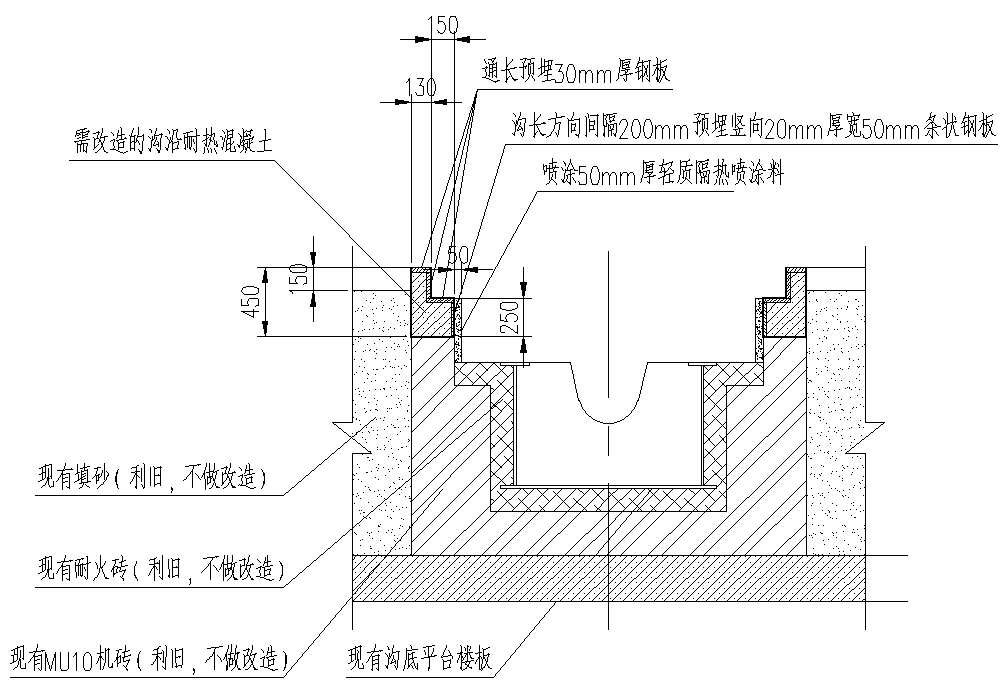 150
通长预埋30mm厚钢板
130
沟长方向间隔200mm预埋竖向20mm厚宽50mm条状钢板
需改造的沟沿耐热混凝土
喷涂50mm厚轻质隔热喷涂料
50
150
450
250
现有填砂(利旧,不做改造)
现有耐火砖(利旧,不做改造)
现有MU10机砖(利旧,不做改造)
现有沟底平台楼板